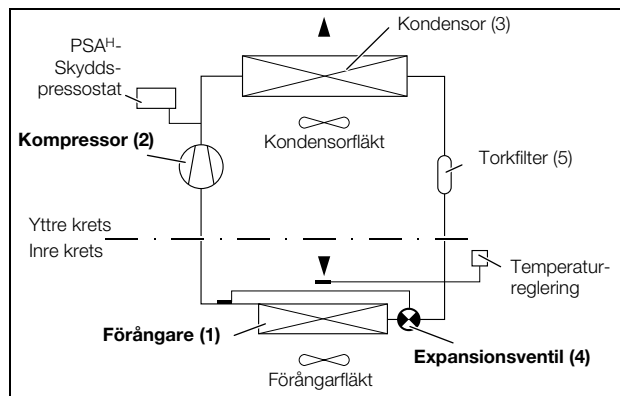 Kondensor (3)
PSAᴴ-
Skydds-
pressostat
Kondensorfläkt
Kompressor (2)
Torkfilter (5)
Yttre krets
Inre krets
Temperatur-
reglering
Förångare (1)
Expansionsventil (4)
Förångarfläkt